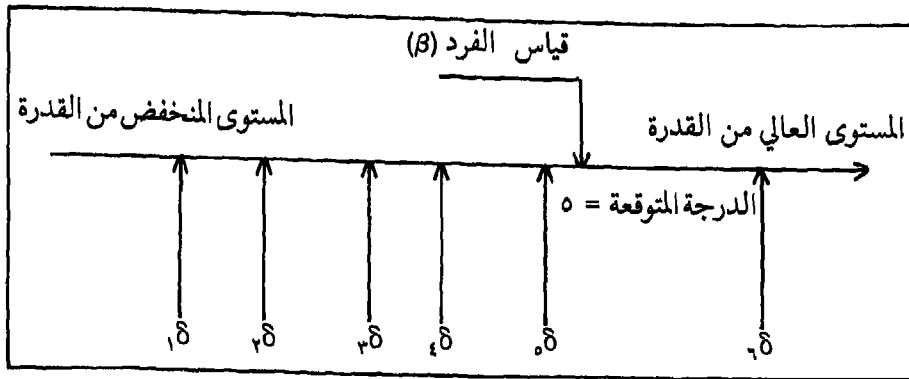 قياس الفرد (β)
المستوى المنخفض من القدرة
المستوى العالي من القدرة
الدرجة المتوقعة = ٥
δ١ δ٢ δ٣ δ٤ δ٥ δ٦